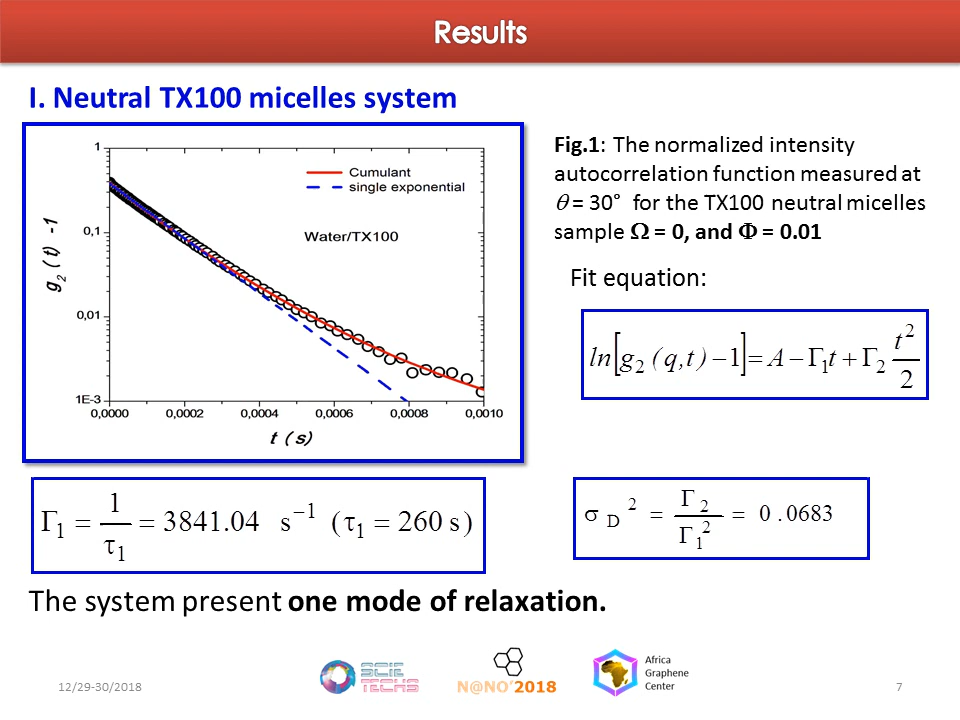 Results
I. Neutral TX100 micelles system
1
0,1
0,01
1E-3
g₂ ( t ) -1
Cumulant
single exponential
Water/TX100
0,0000 0,0002 0,0004 0,0006 0,0008 0,0010
t ( s)
Fig.1: The normalized intensity
autocorrelation function measured at
θ = 30° for the TX100 neutral micelles
sample Ω = 0, and Φ = 0.01
Fit equation:
ln[g₂ ( q,t ) − 1] = A − Γ₁t + Γ₂ t²/2
Γ₁ = 1/τ₁ = 3841.04 s⁻¹ ( τ₁ = 260 s )
σ_D² = Γ₂/Γ₁² = 0.0683
The system present one mode of relaxation.
12/29-30/2018
SCIE
TECHS
N@NO'2018
Africa
Graphene
Center
7